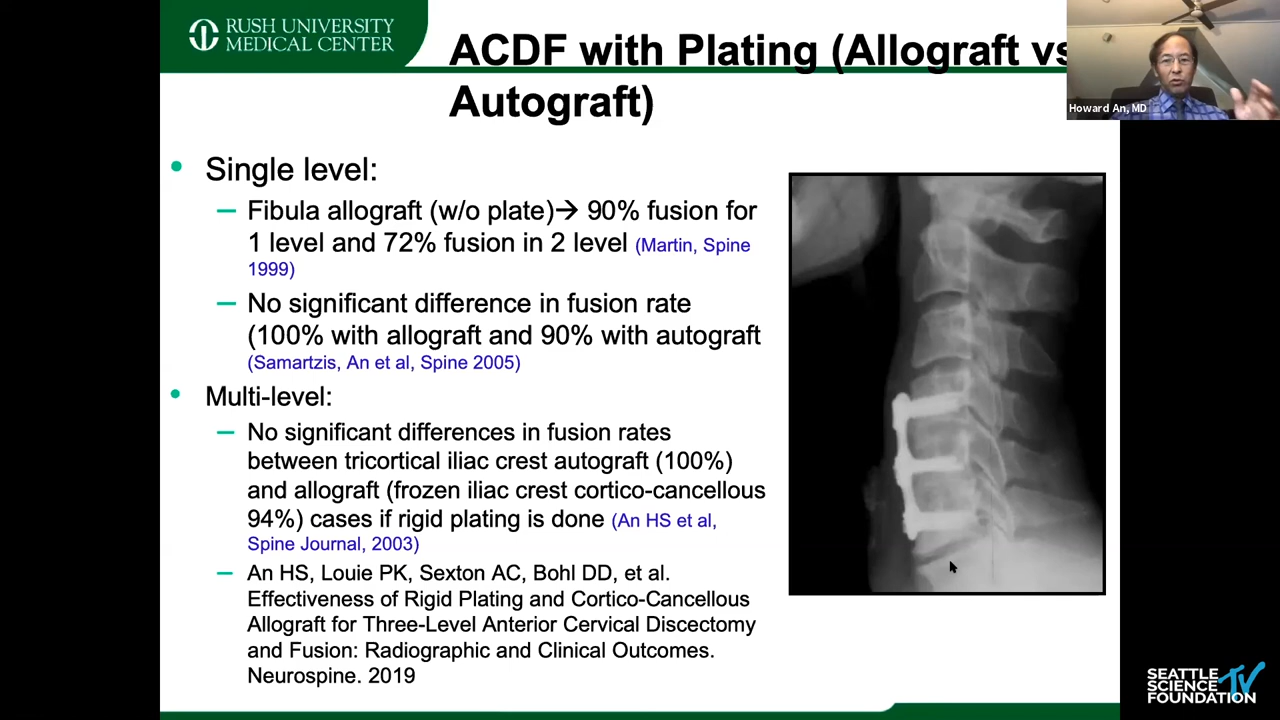 RUSH UNIVERSITY
MEDICAL CENTER
ACDF with Plating (Allograft vs
Autograft)
Howard An, MD
• Single level:
– Fibula allograft (w/o plate)→ 90% fusion for
1 level and 72% fusion in 2 level (Martin, Spine
1999)
– No significant difference in fusion rate
(100% with allograft and 90% with autograft
(Samartzis, An et al, Spine 2005)
• Multi-level:
– No significant differences in fusion rates
between tricortical iliac crest autograft (100%)
and allograft (frozen iliac crest cortico-cancellous
94%) cases if rigid plating is done (An HS et al,
Spine Journal, 2003)
– An HS, Louie PK, Sexton AC, Bohl DD, et al.
Effectiveness of Rigid Plating and Cortico-Cancellous
Allograft for Three-Level Anterior Cervical Discectomy
and Fusion: Radiographic and Clinical Outcomes.
Neurospine. 2019
SEATTLE
SCIENCE
FOUNDATION
TV